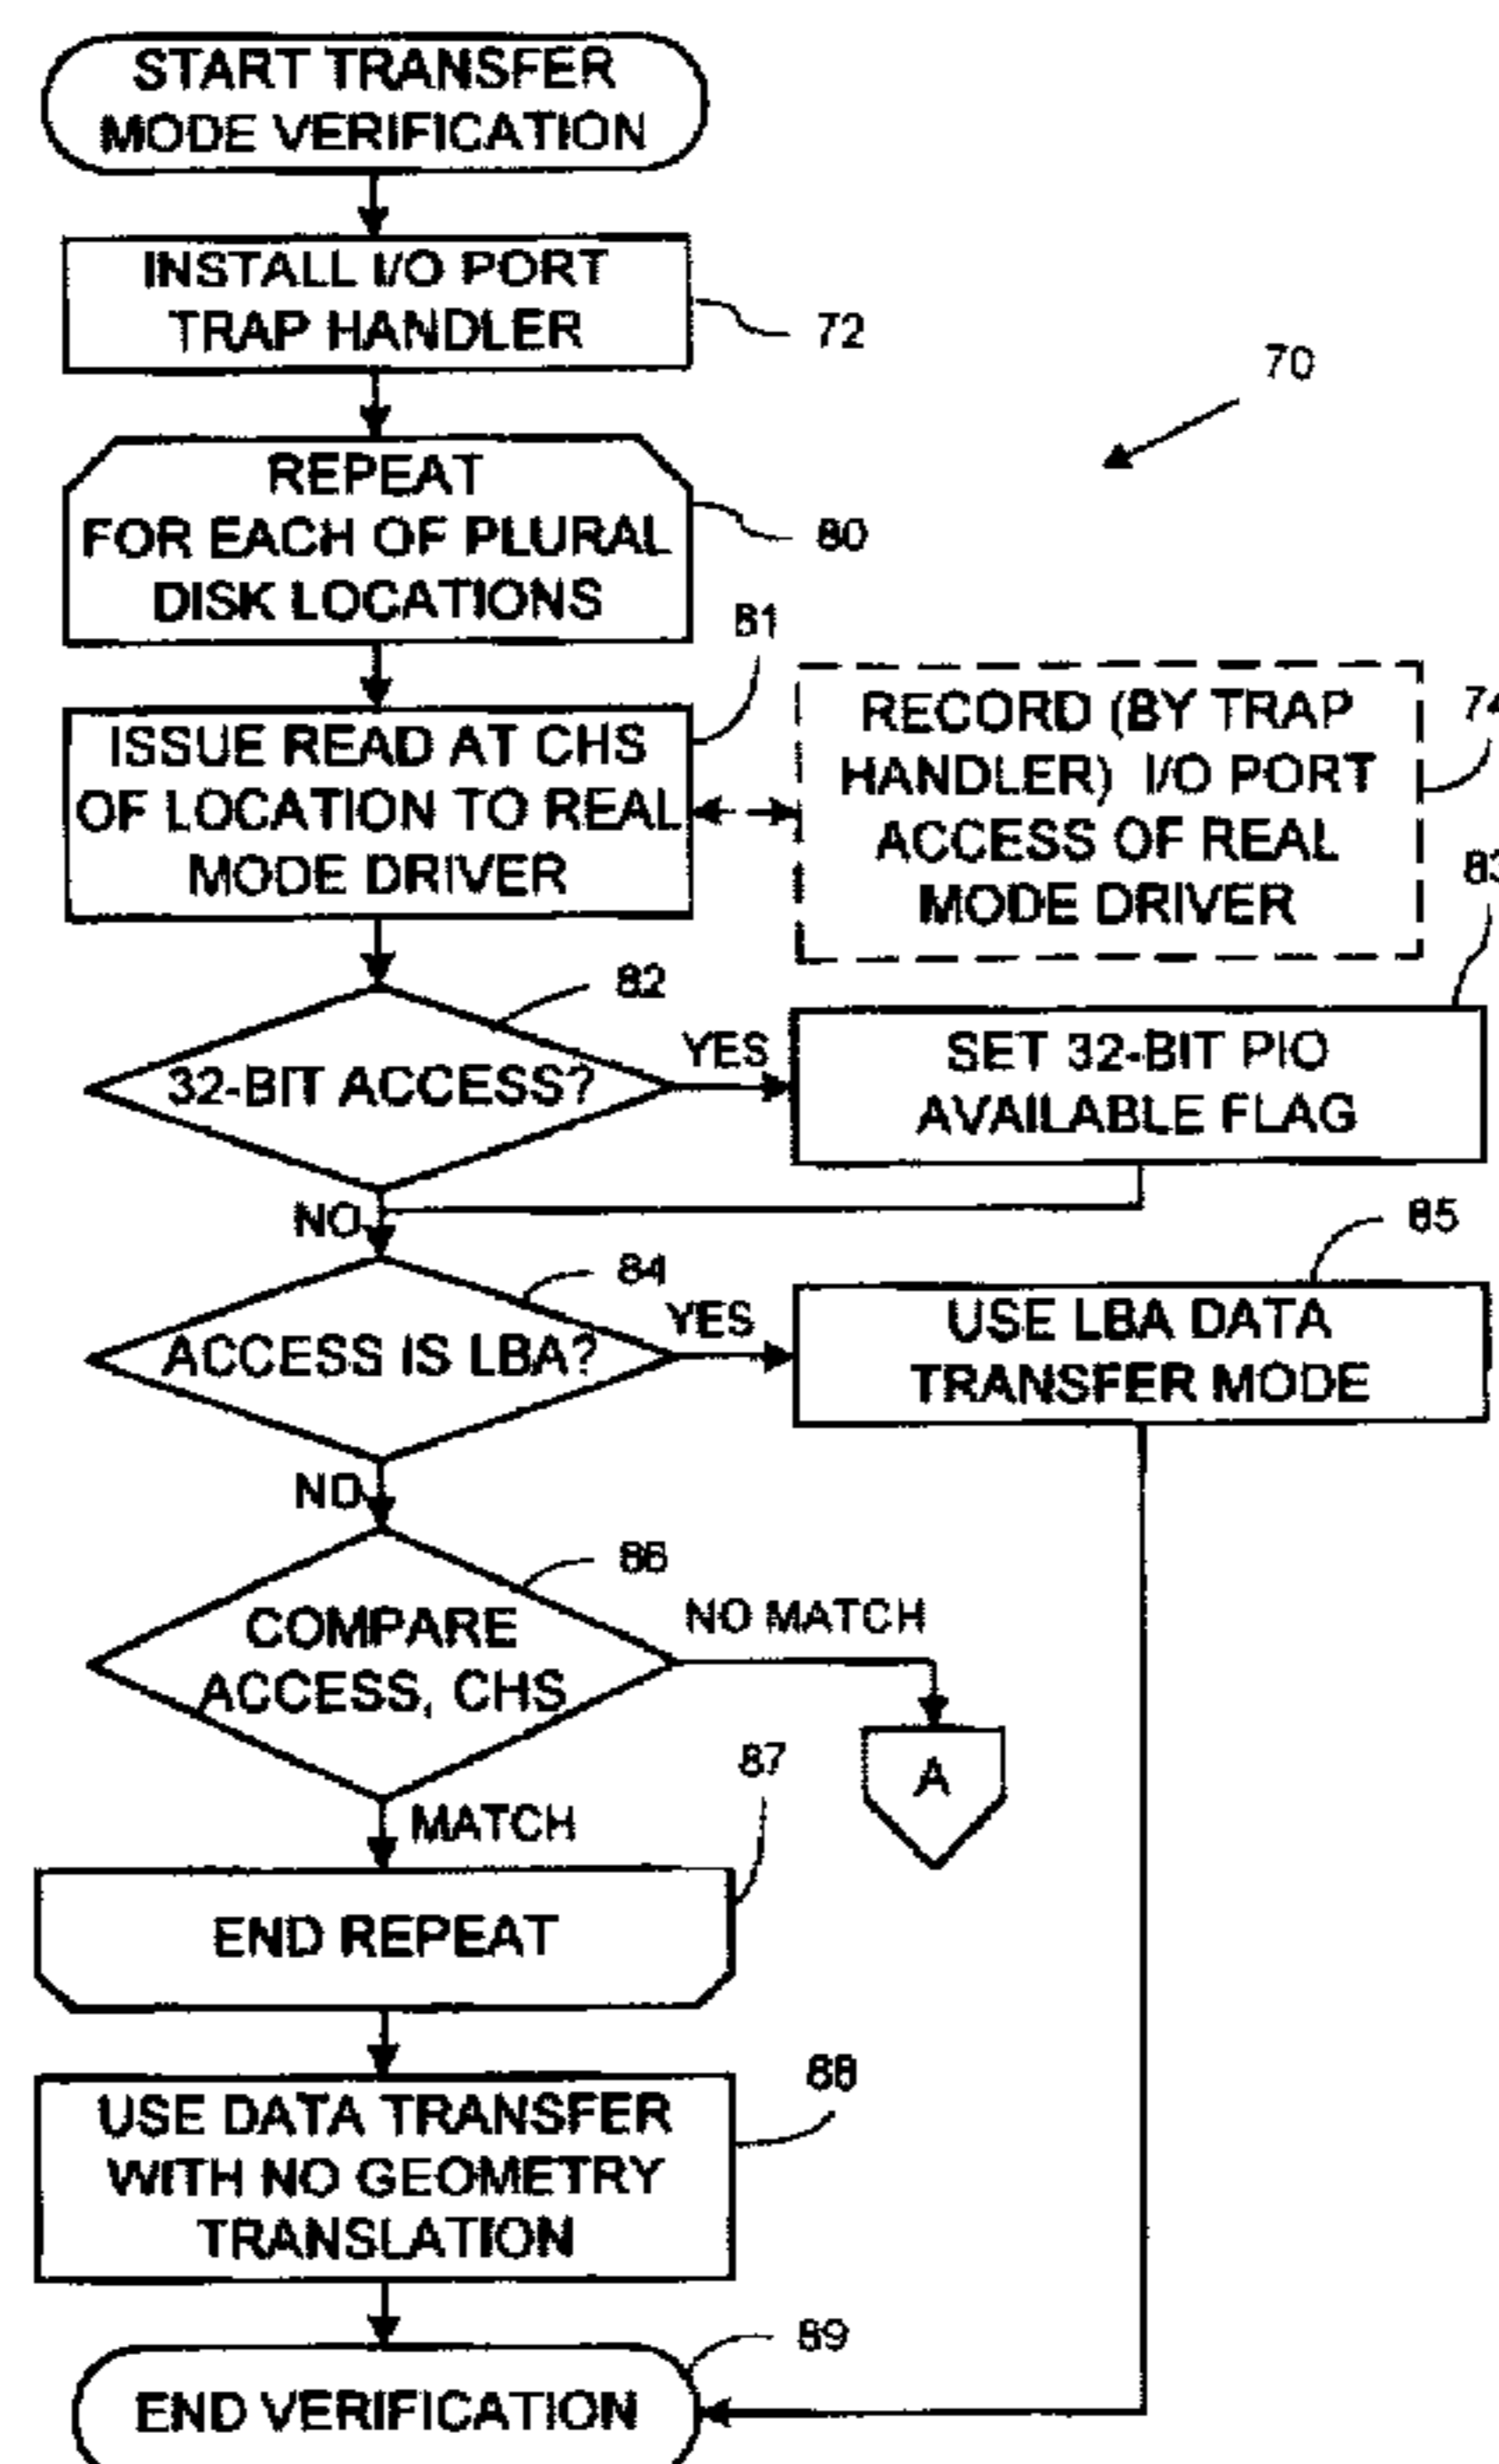 START TRANSFER
MODE VERIFICATION
INSTALL I/O PORT
TRAP HANDLER
72
70
REPEAT
FOR EACH OF PLURAL
DISK LOCATIONS
80
81
ISSUE READ AT CHS
OF LOCATION TO REAL
MODE DRIVER
RECORD (BY TRAP
HANDLER) I/O PORT
ACCESS OF REAL
MODE DRIVER
74
83
82
32-BIT ACCESS?
YES
SET 32-BIT PIO
AVAILABLE FLAG
NO
84
85
ACCESS IS LBA?
YES
USE LBA DATA
TRANSFER MODE
NO
86
COMPARE
ACCESS, CHS
NO MATCH
A
MATCH
87
END REPEAT
88
USE DATA TRANSFER
WITH NO GEOMETRY
TRANSLATION
89
END VERIFICATION